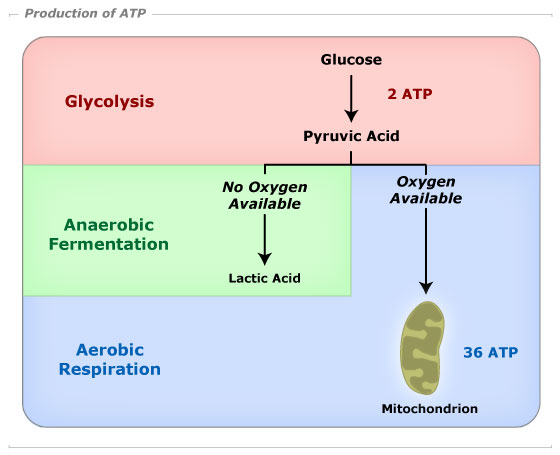 Production of ATP
Glucose
Glycolysis
2 ATP
Pyruvic Acid
No Oxygen
Available
Oxygen
Available
Anaerobic
Fermentation
Lactic Acid
Aerobic
Respiration
36 ATP
Mitochondrion